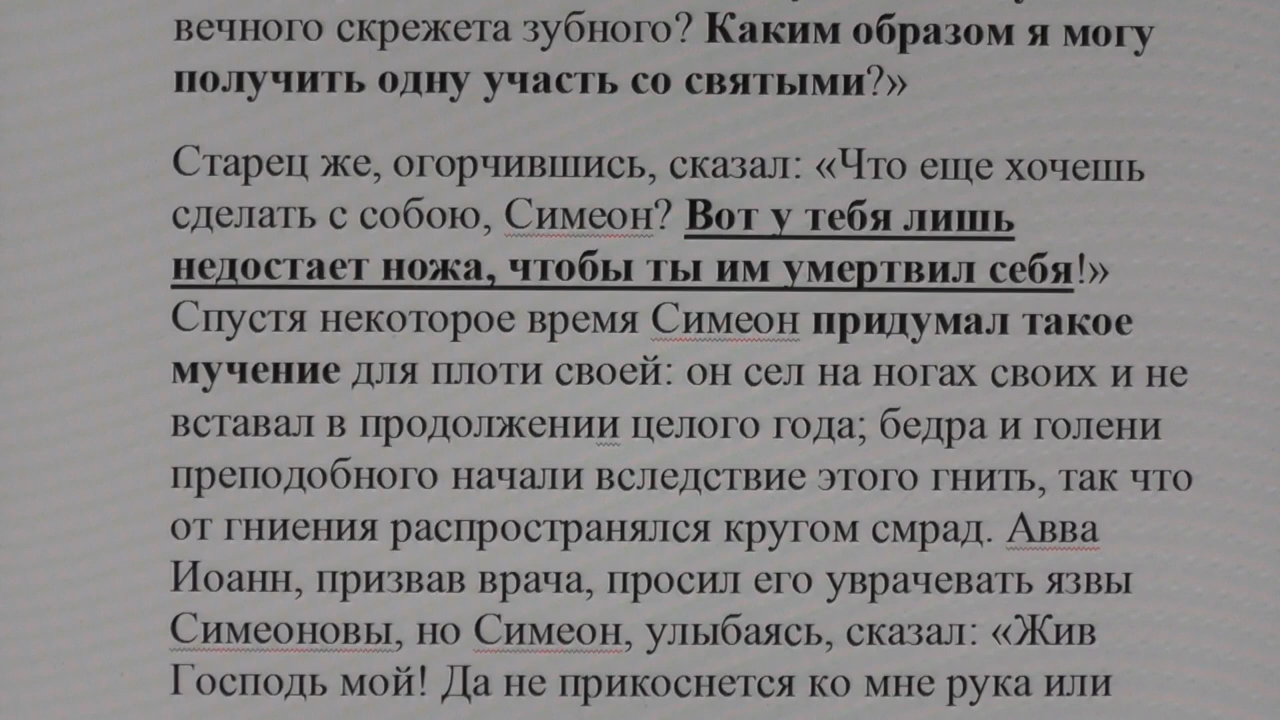 вечного скрежета зубного? Каким образом я могу
получить одну участь со святыми?»
Старец же, огорчившись, сказал: «Что еще хочешь
сделать с собою, Симеон? Вот у тебя лишь
недостает ножа, чтобы ты им умертвил себя!»
Спустя некоторое время Симеон придумал такое
мучение для плоти своей: он сел на ногах своих и не
вставал в продолжении целого года; бедра и голени
преподобного начали вследствие этого гнить, так что
от гниения распространялся кругом смрад. Авва
Иоанн, призвав врача, просил его уврачевать язвы
Симеоновы, но Симеон, улыбаясь, сказал: «Жив
Господь мой! Да не прикоснется ко мне рука или